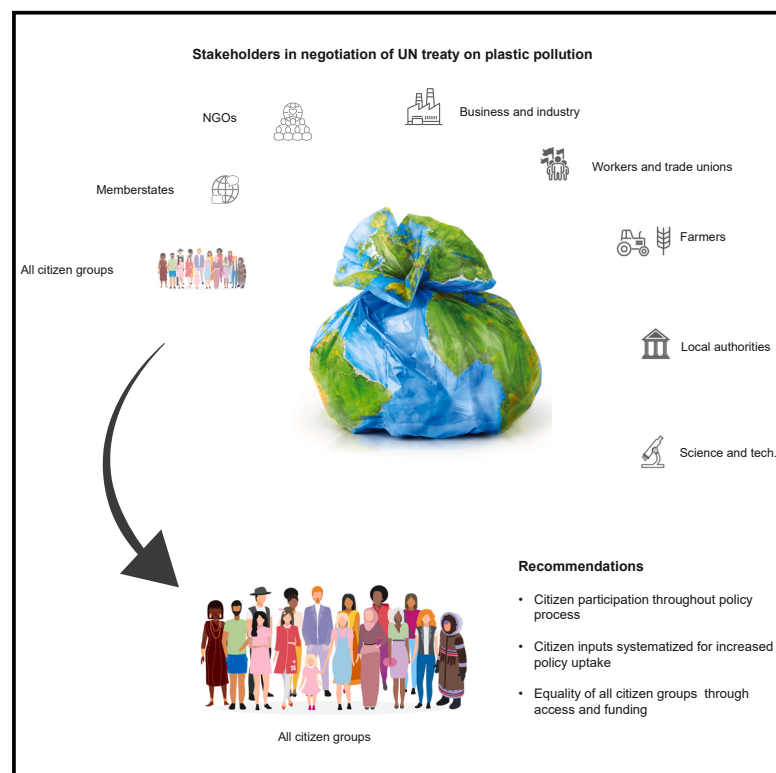 Stakeholders in negotiation of UN treaty on plastic pollution
NGOs
Business and industry
Memberstates
Workers and trade unions
All citizen groups
Farmers
Local authorities
Science and tech.
Recommendations
• Citizen participation throughout policy
process
• Citizen inputs systematized for increased
policy uptake
• Equality of all citizen groups through
access and funding
All citizen groups